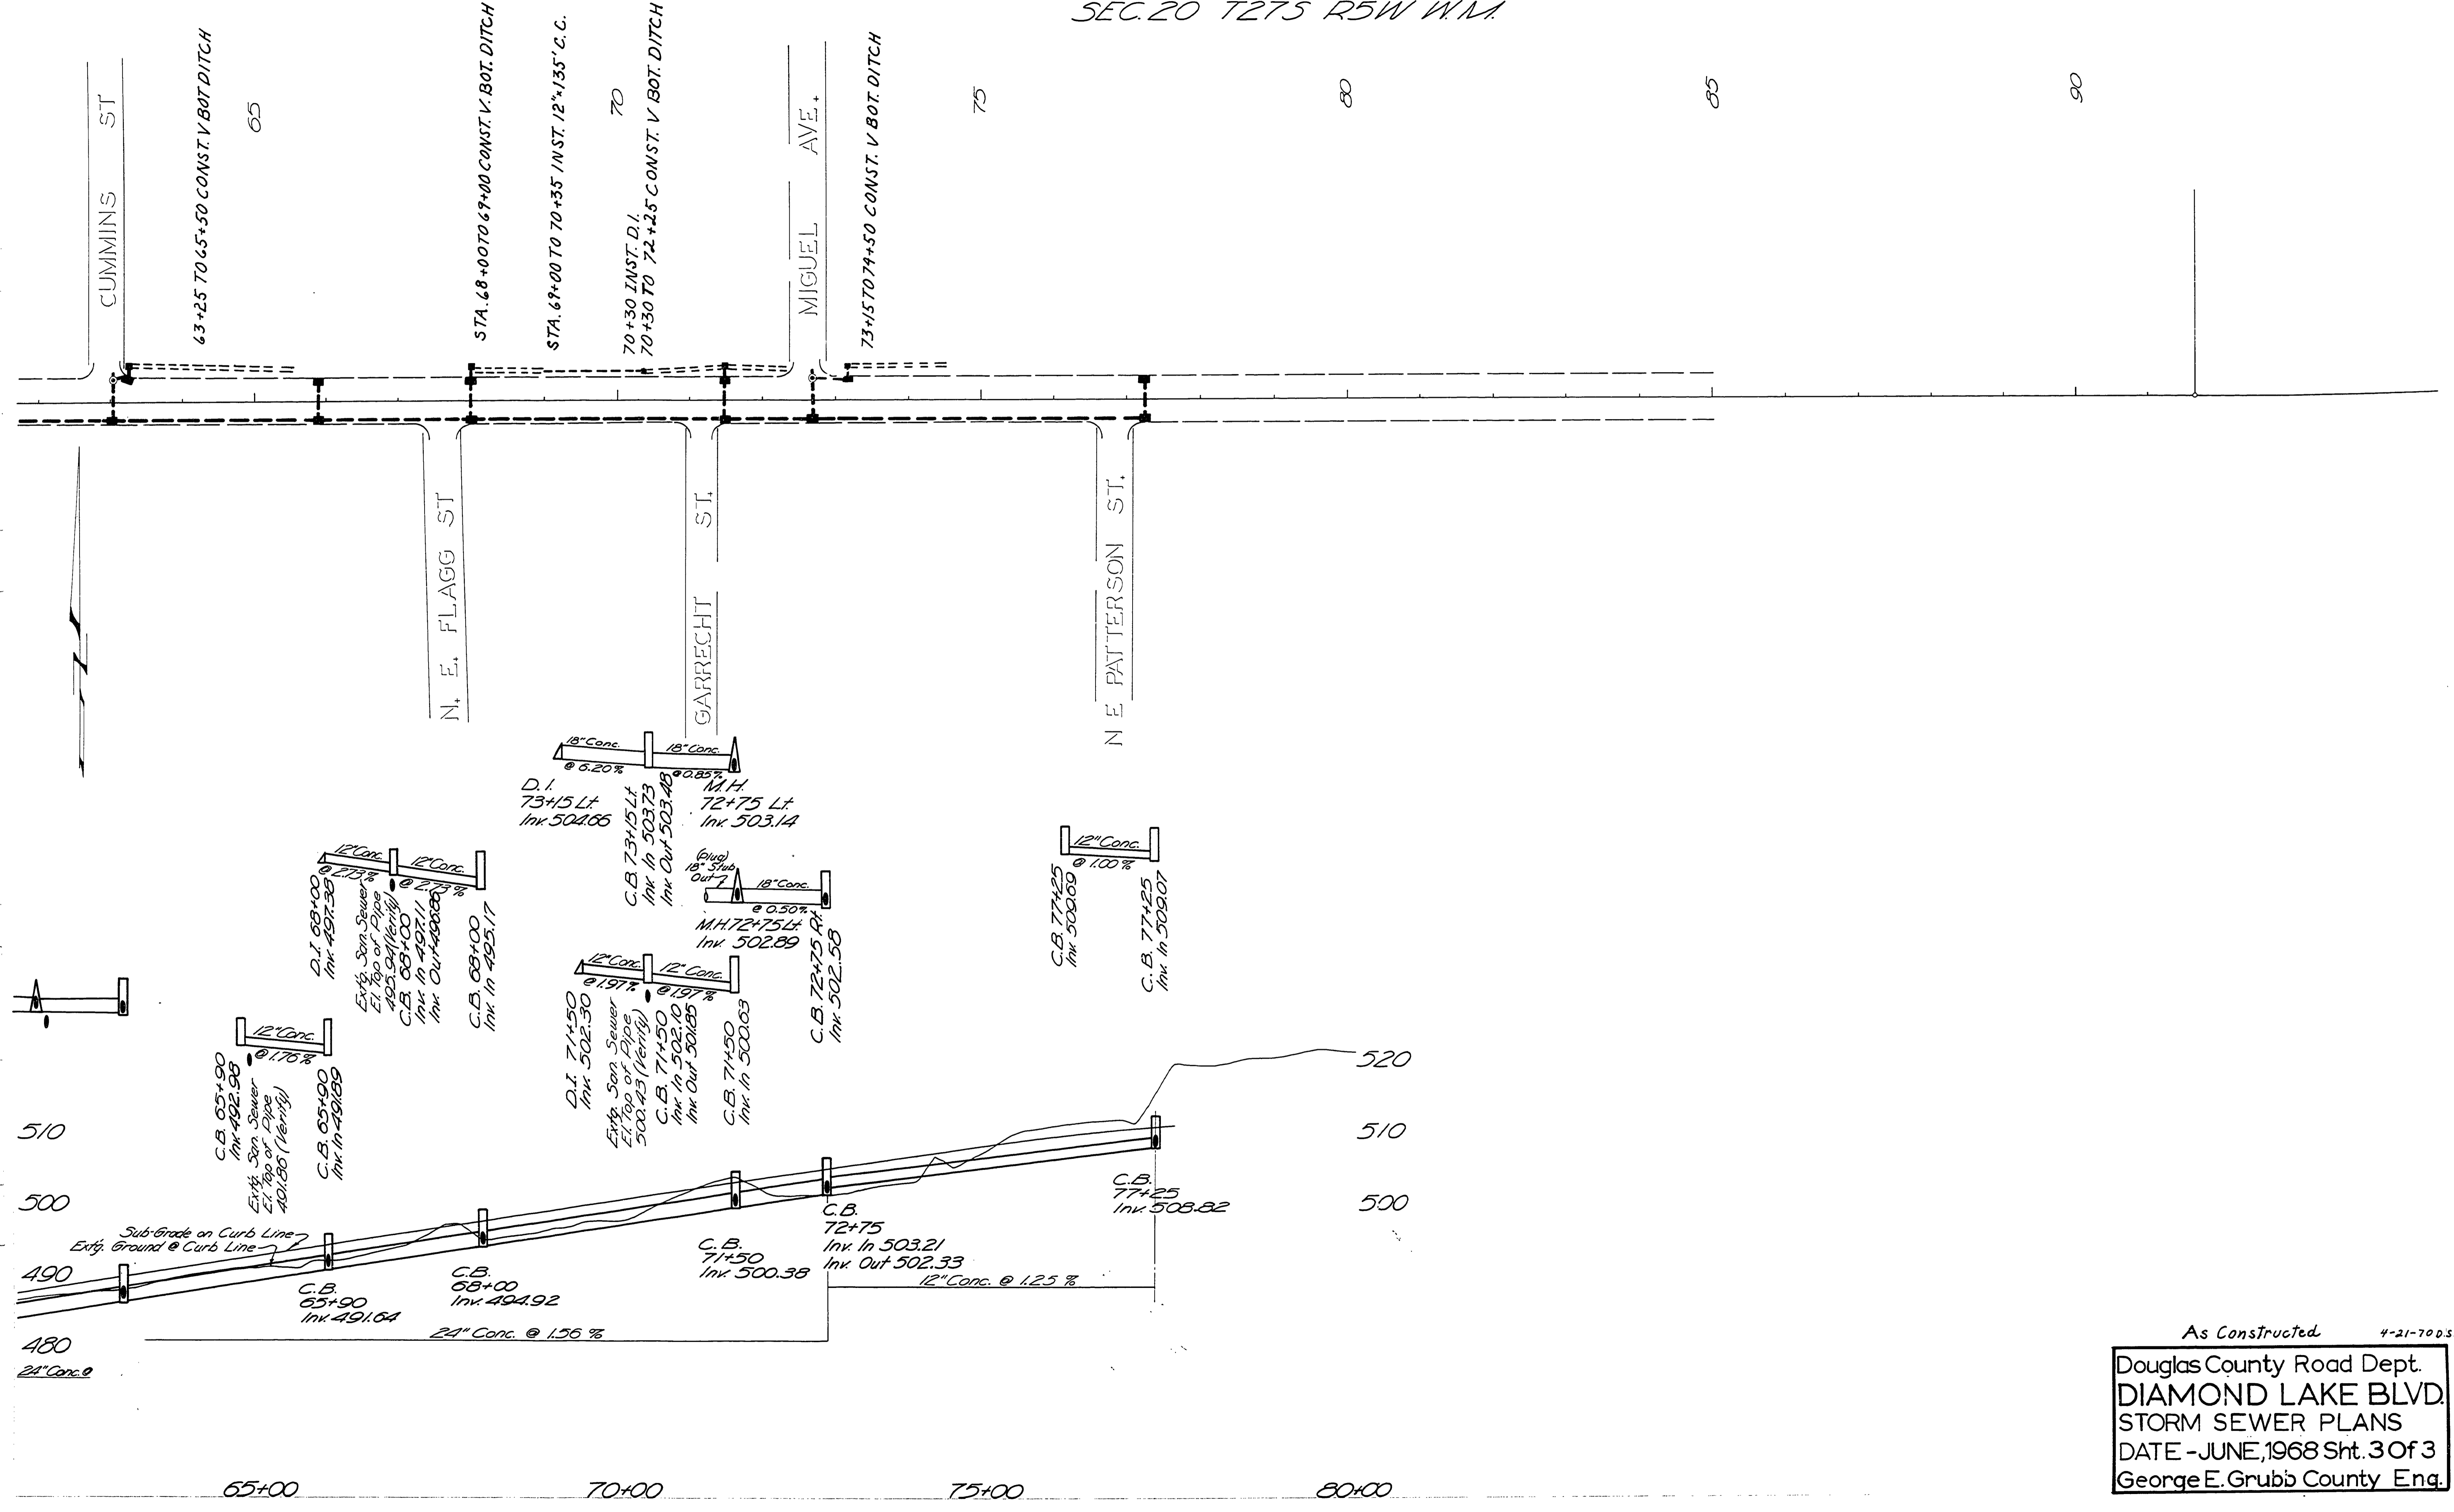 SEC. 20 T27S R5W W.M.
CUMMINS ST
63+25 TO 65+50 CONST. V BOT DITCH
65
STA. 68+00 TO 69+00 CONST. V. BOT. DITCH
STA. 69+00 TO 70+35 INST. 12"x135' C.C.
70
70+30 INST. D.I.
70+30 TO 72+25 CONST. V BOT. DITCH
MIGUEL AVE.
73+15 TO 74+50 CONST. V BOT. DITCH
75
80
85
90
N. E. FLAGG ST
GARRECHT ST.
N E PATTERSON ST.
18" Conc.
@ 6.20%
18" Conc.
@ 0.85%
D.I.
73+15 Lt.
Inv. 504.66
C.B. 73+15 Lt.
Inv. In 503.73
Inv. Out 503.48
M.H.
72+75 Lt.
Inv. 503.14
12" Conc.
@ 2.73%
12" Conc.
@ 2.73%
D.I. 68+00
Inv. 497.38
Extg. San. Sewer
El. Top of Pipe
495.94 (Verify)
C.B. 68+00
Inv. In 497.11
Inv. Out 496.86
C.B. 68+00
Inv. In 495.17
(plug)
18" Stub
Out
18" Conc.
@ 0.50%
M.H. 72+75 Lt.
Inv. 502.89
C.B. 72+75 Rt.
Inv. 502.58
12" Conc.
@ 1.00%
C.B. 77+25
Inv. 509.69
C.B. 77+25
Inv. In 509.07
12" Conc.
@ 1.97%
12" Conc.
@ 1.97%
D.I. 71+50
Inv. 502.30
Extg. San. Sewer
El. Top of Pipe
500.43 (Verify)
C.B. 71+50
Inv. In 502.10
Inv. Out 501.85
C.B. 71+50
Inv. In 500.63
12" Conc.
@ 1.76%
C.B. 65+90
Inv. 492.98
Extg. San. Sewer
El. Top of Pipe
491.86 (Verify)
C.B. 65+90
Inv. In 491.89
520
510
510
500
500
490
480
Sub-Grade on Curb Line
Extg. Ground @ Curb Line
C.B.
65+90
Inv. 491.64
C.B.
68+00
Inv. 494.92
C.B.
71+50
Inv. 500.38
C.B.
72+75
Inv. In 503.21
Inv. Out 502.33
C.B.
77+25
Inv. 508.82
12" Conc. @ 1.25 %
24" Conc. @ 1.56 %
24" Conc. @
65+00
70+00
75+00
80+00
As Constructed 4-21-70 D.S
Douglas County Road Dept.
DIAMOND LAKE BLVD.
STORM SEWER PLANS
DATE - JUNE, 1968 Sht. 3 Of 3
George E. Grubb County Eng.